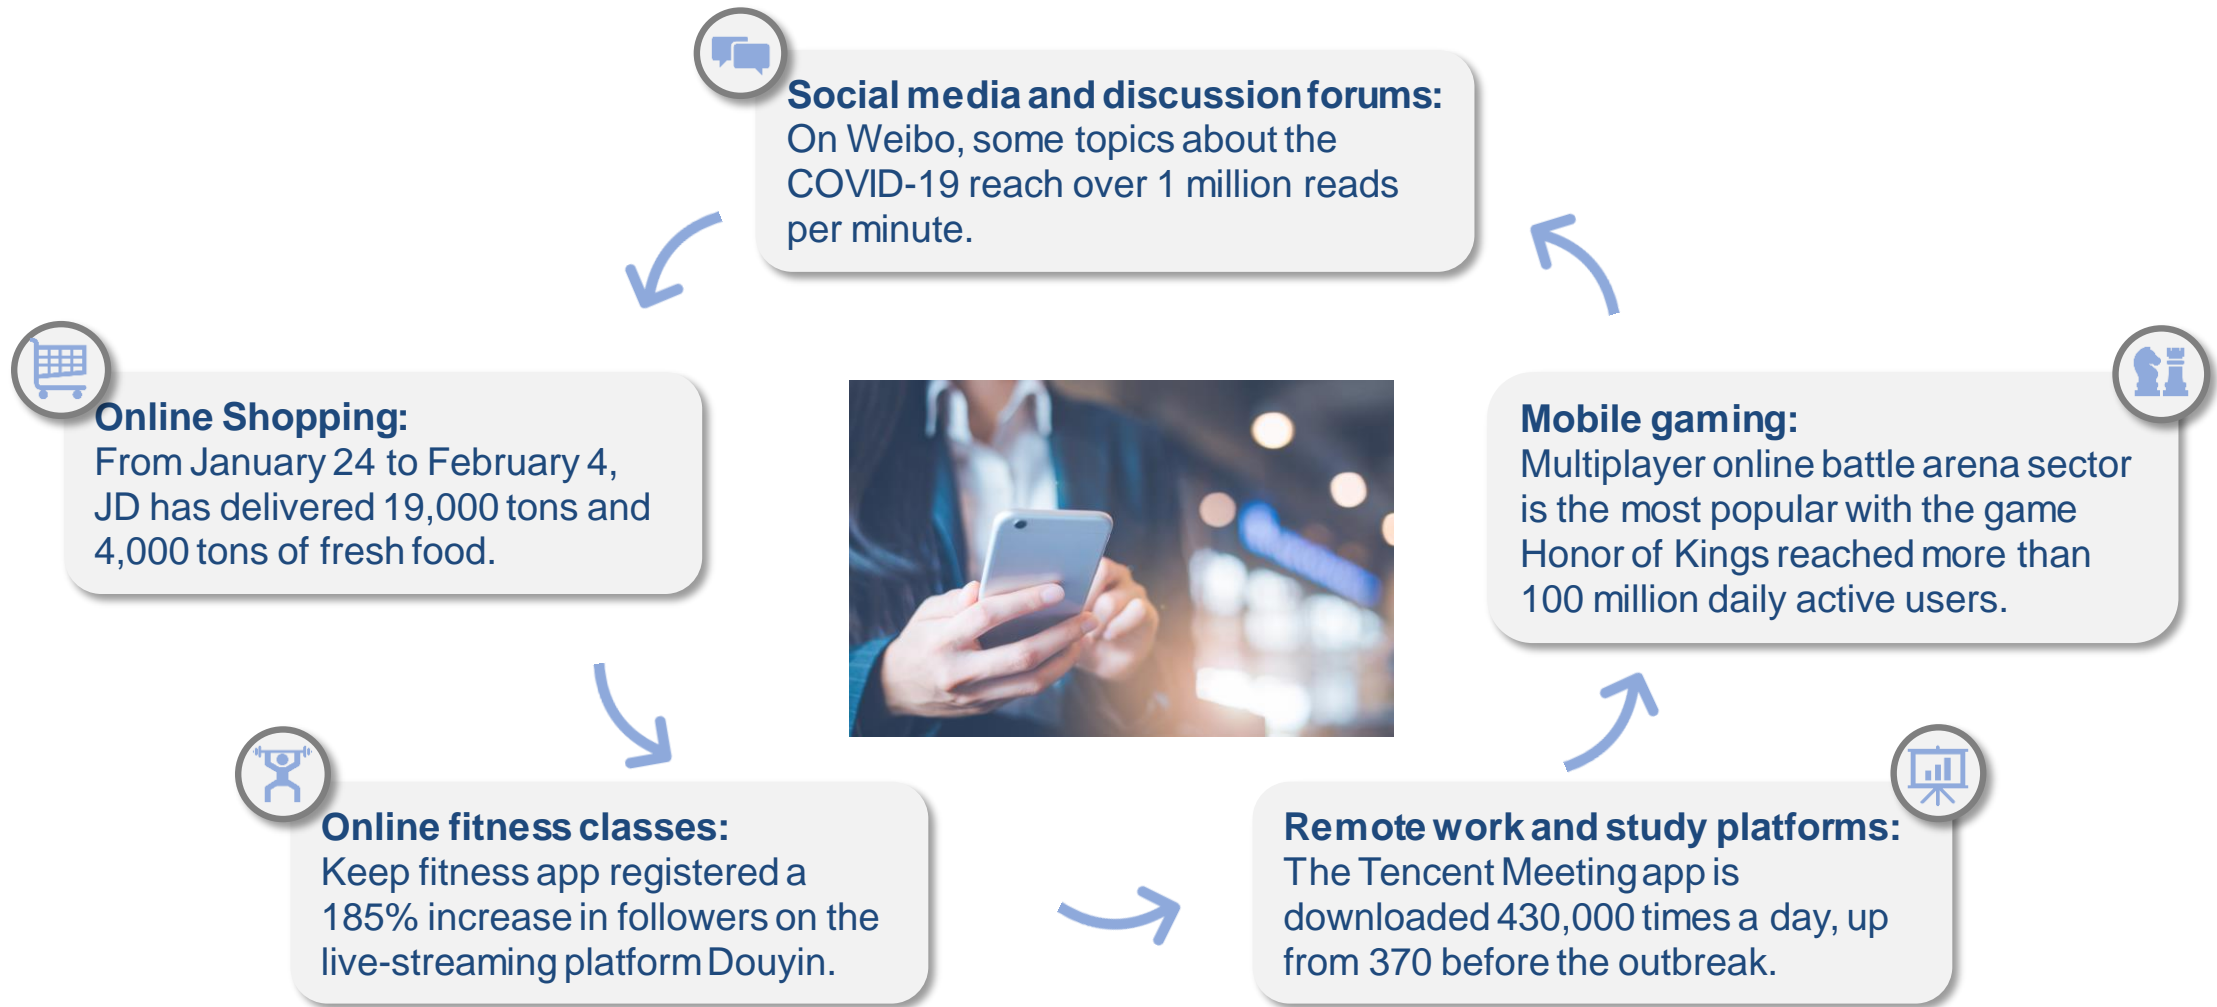 Social media and discussion forums:
On Weibo, some topics about the
COVID-19 reach over 1 million reads
per minute.
Online Shopping:
From January 24 to February 4,
JD has delivered 19,000 tons and
4,000 tons of fresh food.
Mobile gaming:
Multiplayer online battle arena sector
is the most popular with the game
Honor of Kings reached more than
100 million daily active users.
Online fitness classes:
Keep fitness app registered a
185% increase in followers on the
live-streaming platform Douyin.
Remote work and study platforms:
The Tencent Meeting app is
downloaded 430,000 times a day, up
from 370 before the outbreak.